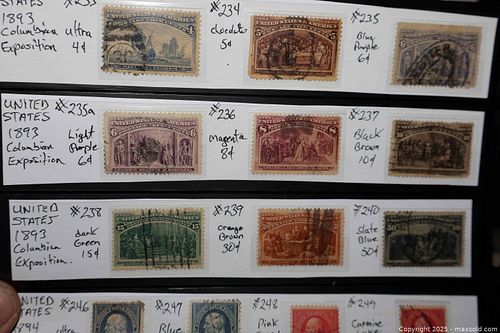 STATES
#233
1893
Columbian
Exposition
ultra
4¢
#234
chocolate
5¢
#235
Blue
Purple
6¢
UNITED
STATES
1893
Columbian
Exposition
#235a
Light
Purple
6¢
#236
Magenta
8¢
#237
Black
Brown
10¢
UNITED
STATES
1893
Columbian
Exposition.
#238
dark
Green
15¢
#239
orange
Brown
30¢
#240
Slate
Blue
50¢
UNITED
STATES
1894
#246
ultra
#247
Blue
#248
Pink
#249
Carmine
Copyright © 2025 - maxsold.com